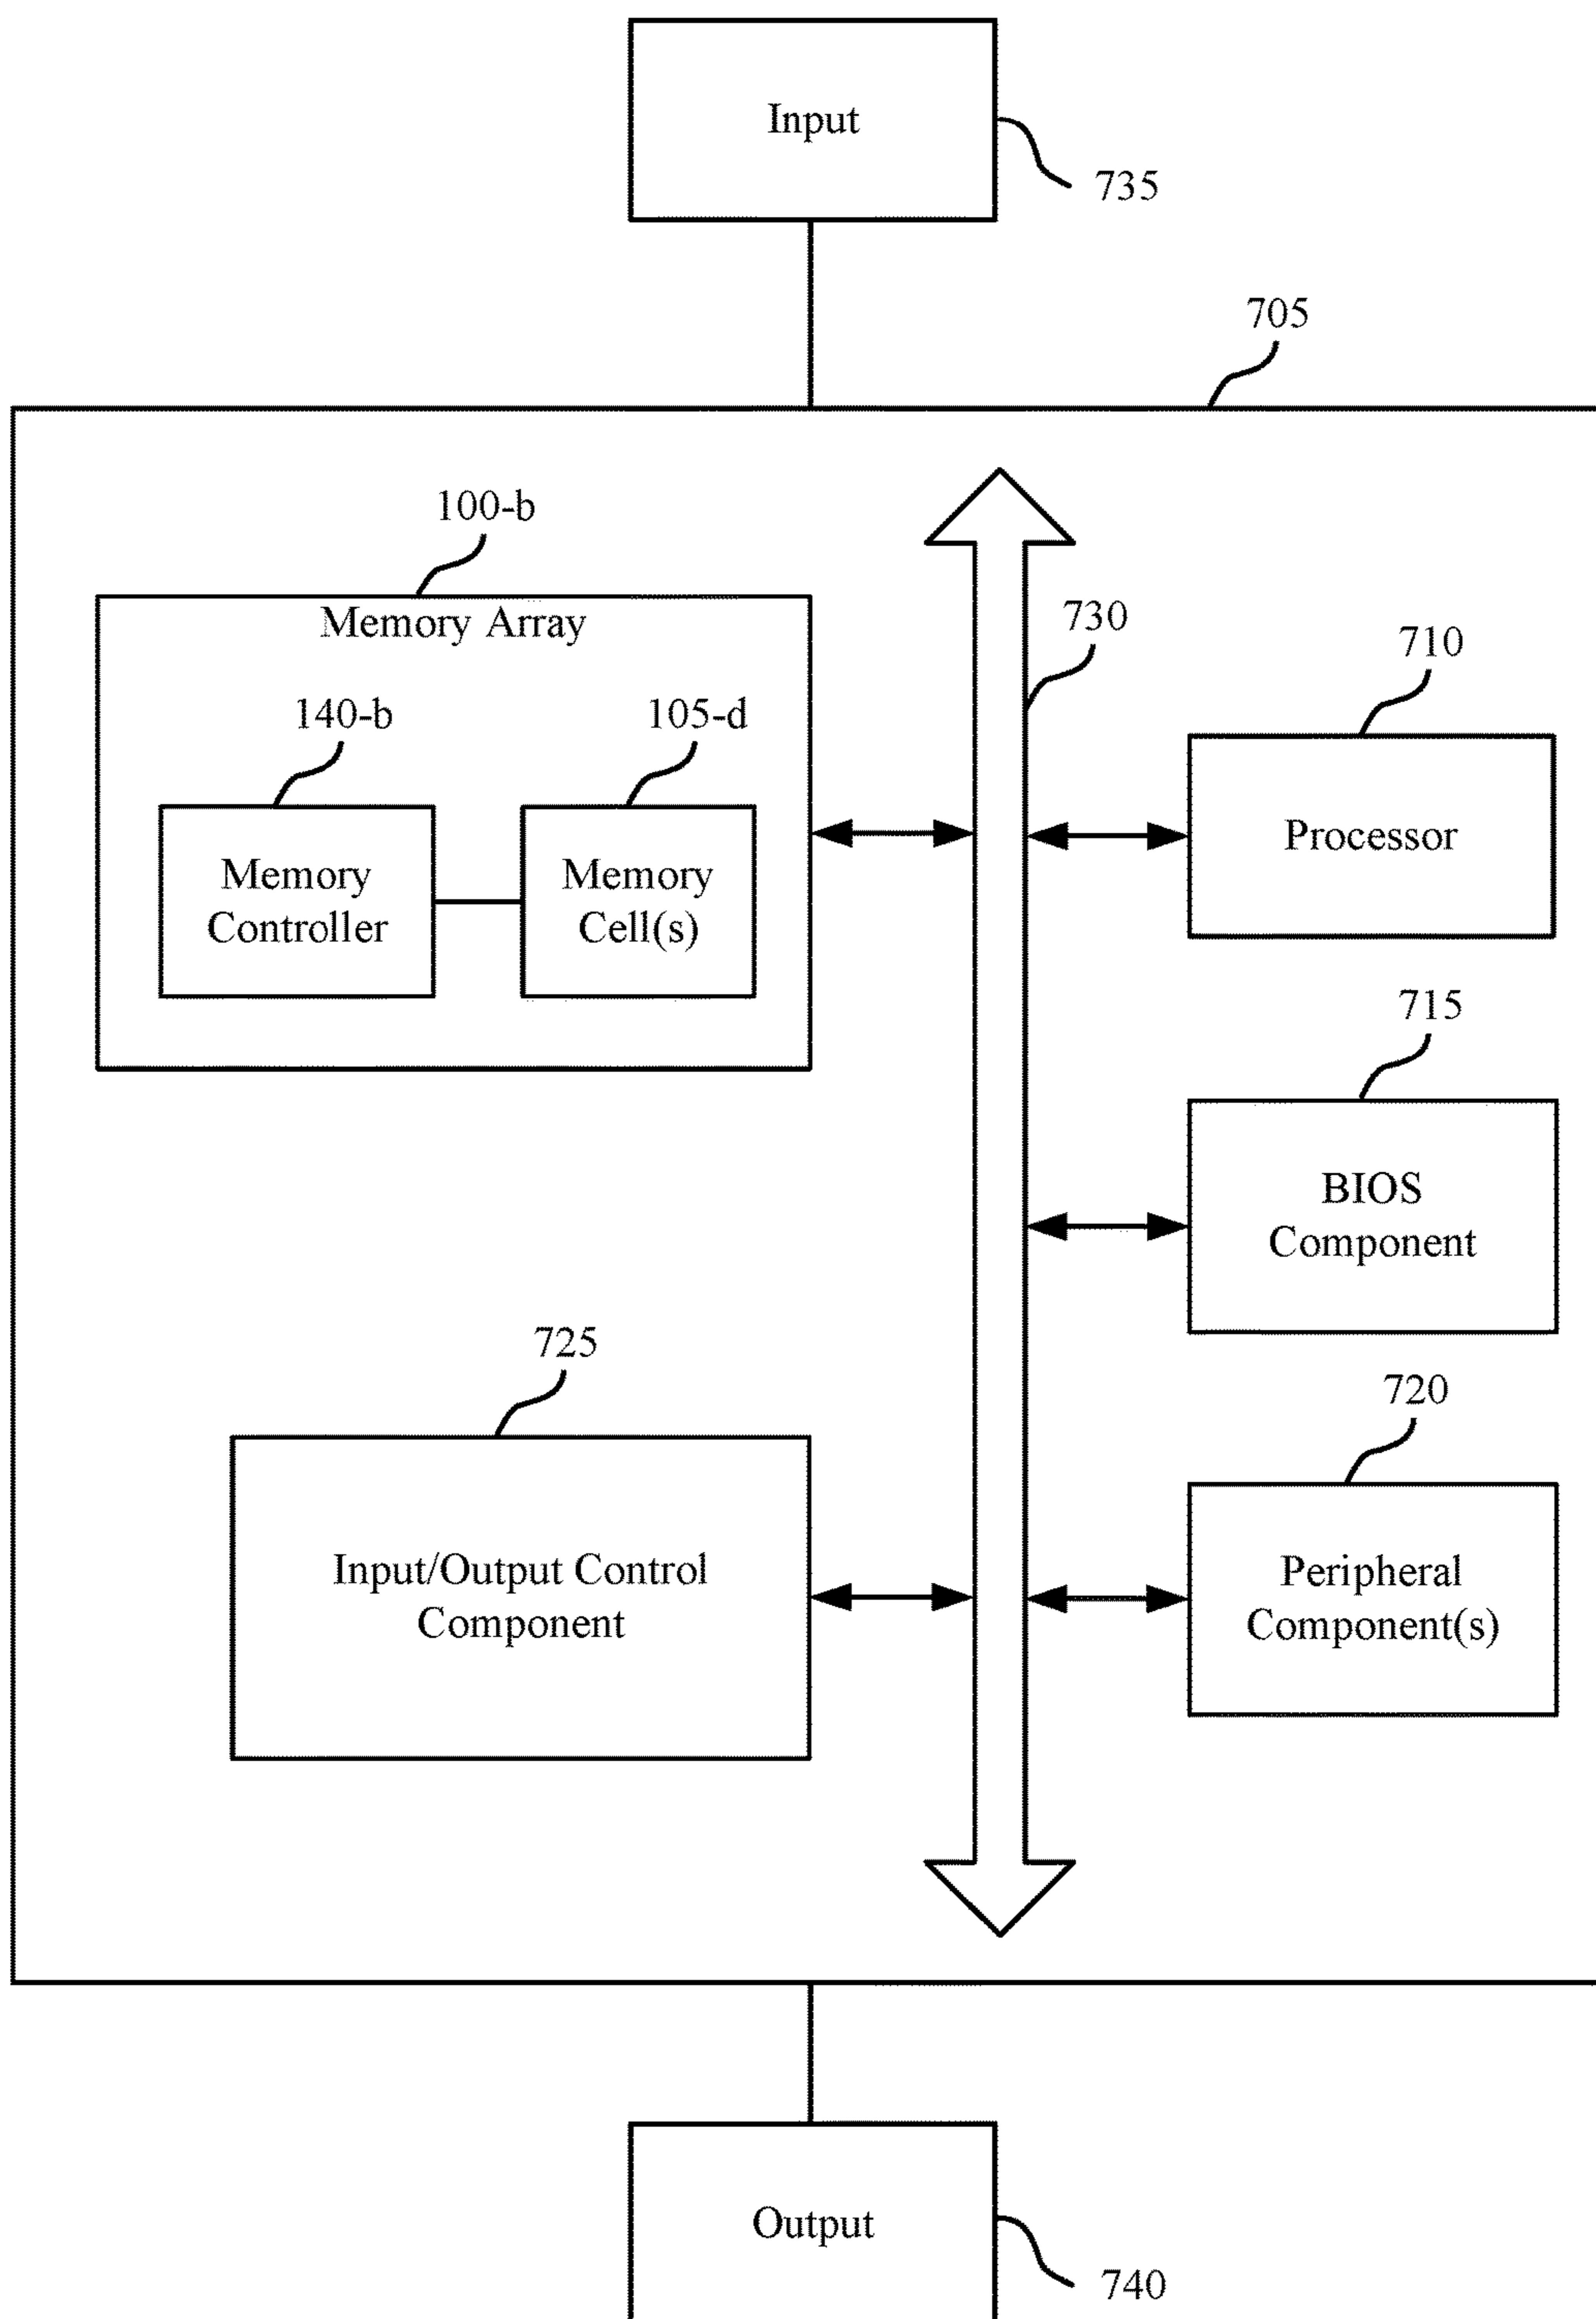 Input
735
705
100-b
Memory Array
730
710
140-b
105-d
Processor
Memory
Controller
Memory
Cell(s)
715
BIOS
Component
725
720
Input/Output Control
Component
Peripheral
Component(s)
Output
740